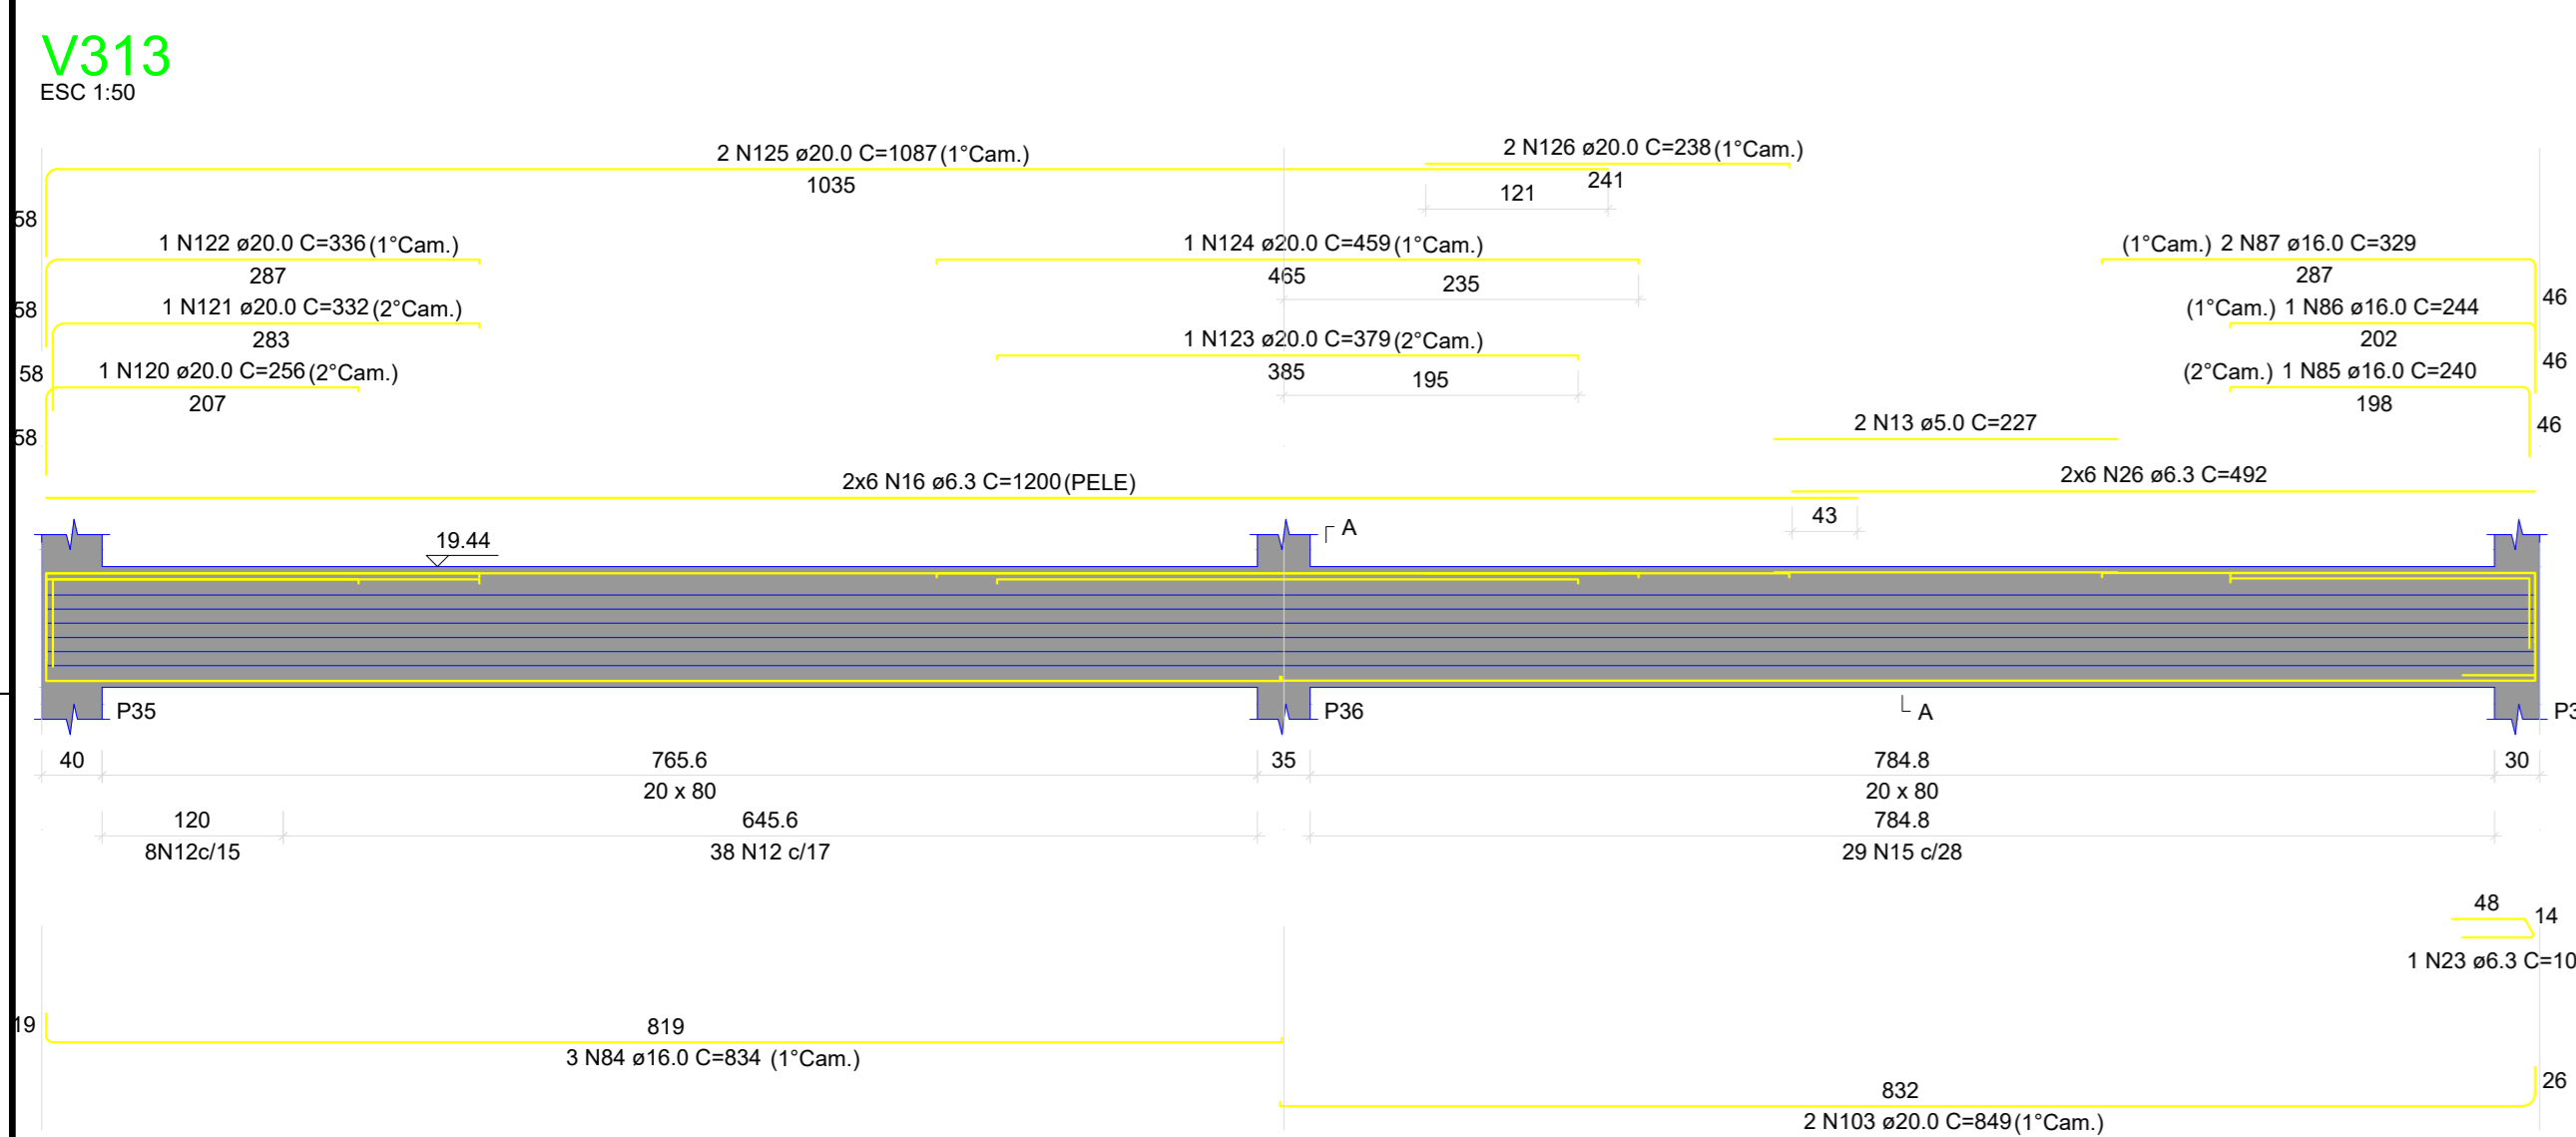 V313
ESC 1:50
2 N125 ø20.0 C=1087(1°Cam.)
1035
2 N126 ø20.0 C=238(1°Cam.)
241
121
58
1 N122 ø20.0 C=336(1°Cam.)
287
1 N124 ø20.0 C=459(1°Cam.)
465
235
(1°Cam.) 2 N87 ø16.0 C=329
287
46
58
1 N121 ø20.0 C=332(2°Cam.)
283
(1°Cam.) 1 N86 ø16.0 C=244
202
46
1 N123 ø20.0 C=379(2°Cam.)
385
195
58
1 N120 ø20.0 C=256(2°Cam.)
207
(2°Cam.) 1 N85 ø16.0 C=240
198
46
58
2 N13 ø5.0 C=227
2x6 N16 ø6.3 C=1200(PELE)
2x6 N26 ø6.3 C=492
43
A
19.44
P35
P36
A
P3
40
765.6
35
784.8
30
20 x 80
20 x 80
120
645.6
784.8
8N12c/15
38 N12 c/17
29 N15 c/28
48
14
1 N23 ø6.3 C=10
19
819
3 N84 ø16.0 C=834 (1°Cam.)
832
26
2 N103 ø20.0 C=849(1°Cam.)